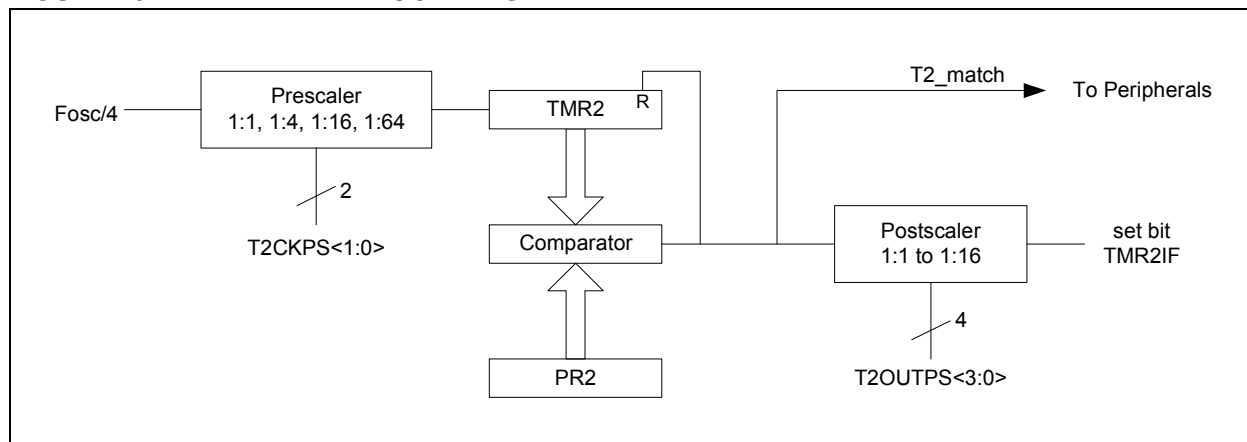 T2_match
To Peripherals
Fosc/4
Prescaler
1:1, 1:4, 1:16, 1:64
TMR2
R
2
T2CKPS<1:0>
Comparator
Postscaler
1:1 to 1:16
set bit
TMR2IF
4
PR2
T2OUTPS<3:0>